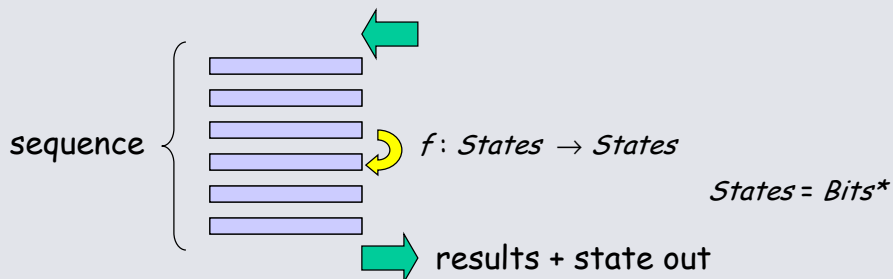 sequence
f : States → States
States = Bits*
results + state out